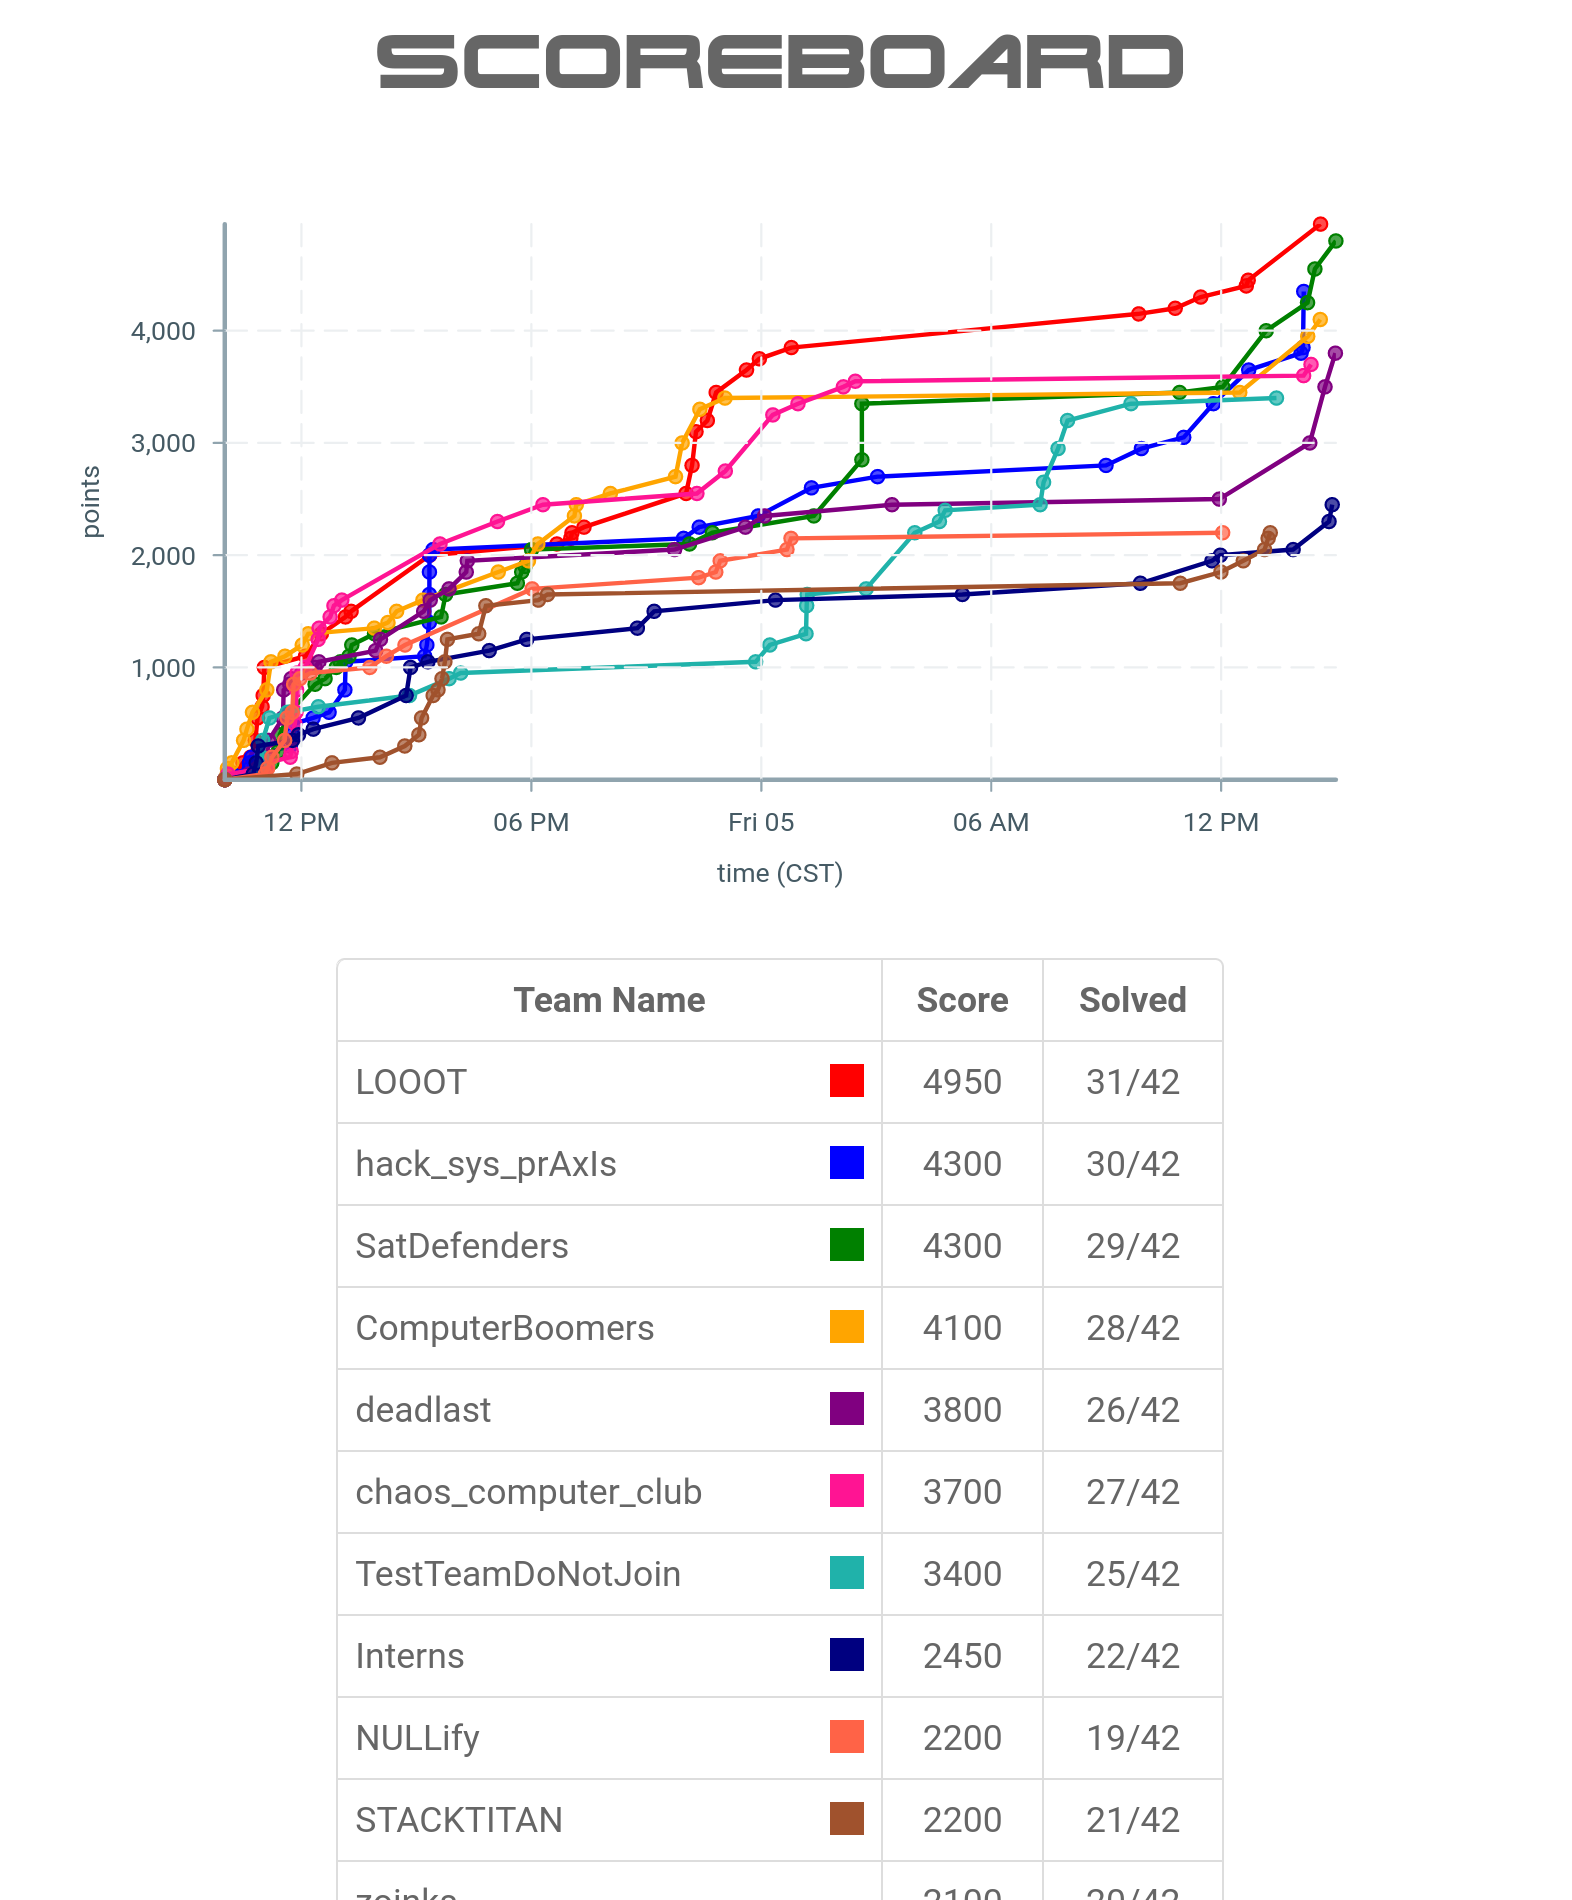 SCOREBOARD
4,000
3,000
2,000
1,000
points
12 PM 06 PM Fri 05 06 AM 12 PM
time (CST)
Team Name Score Solved
LOOOT 4950 31/42
hack_sys_prAxIs 4300 30/42
SatDefenders 4300 29/42
ComputerBoomers 4100 28/42
deadlast 3800 26/42
chaos_computer_club 3700 27/42
TestTeamDoNotJoin 3400 25/42
Interns 2450 22/42
NULLify 2200 19/42
STACKTITAN 2200 21/42